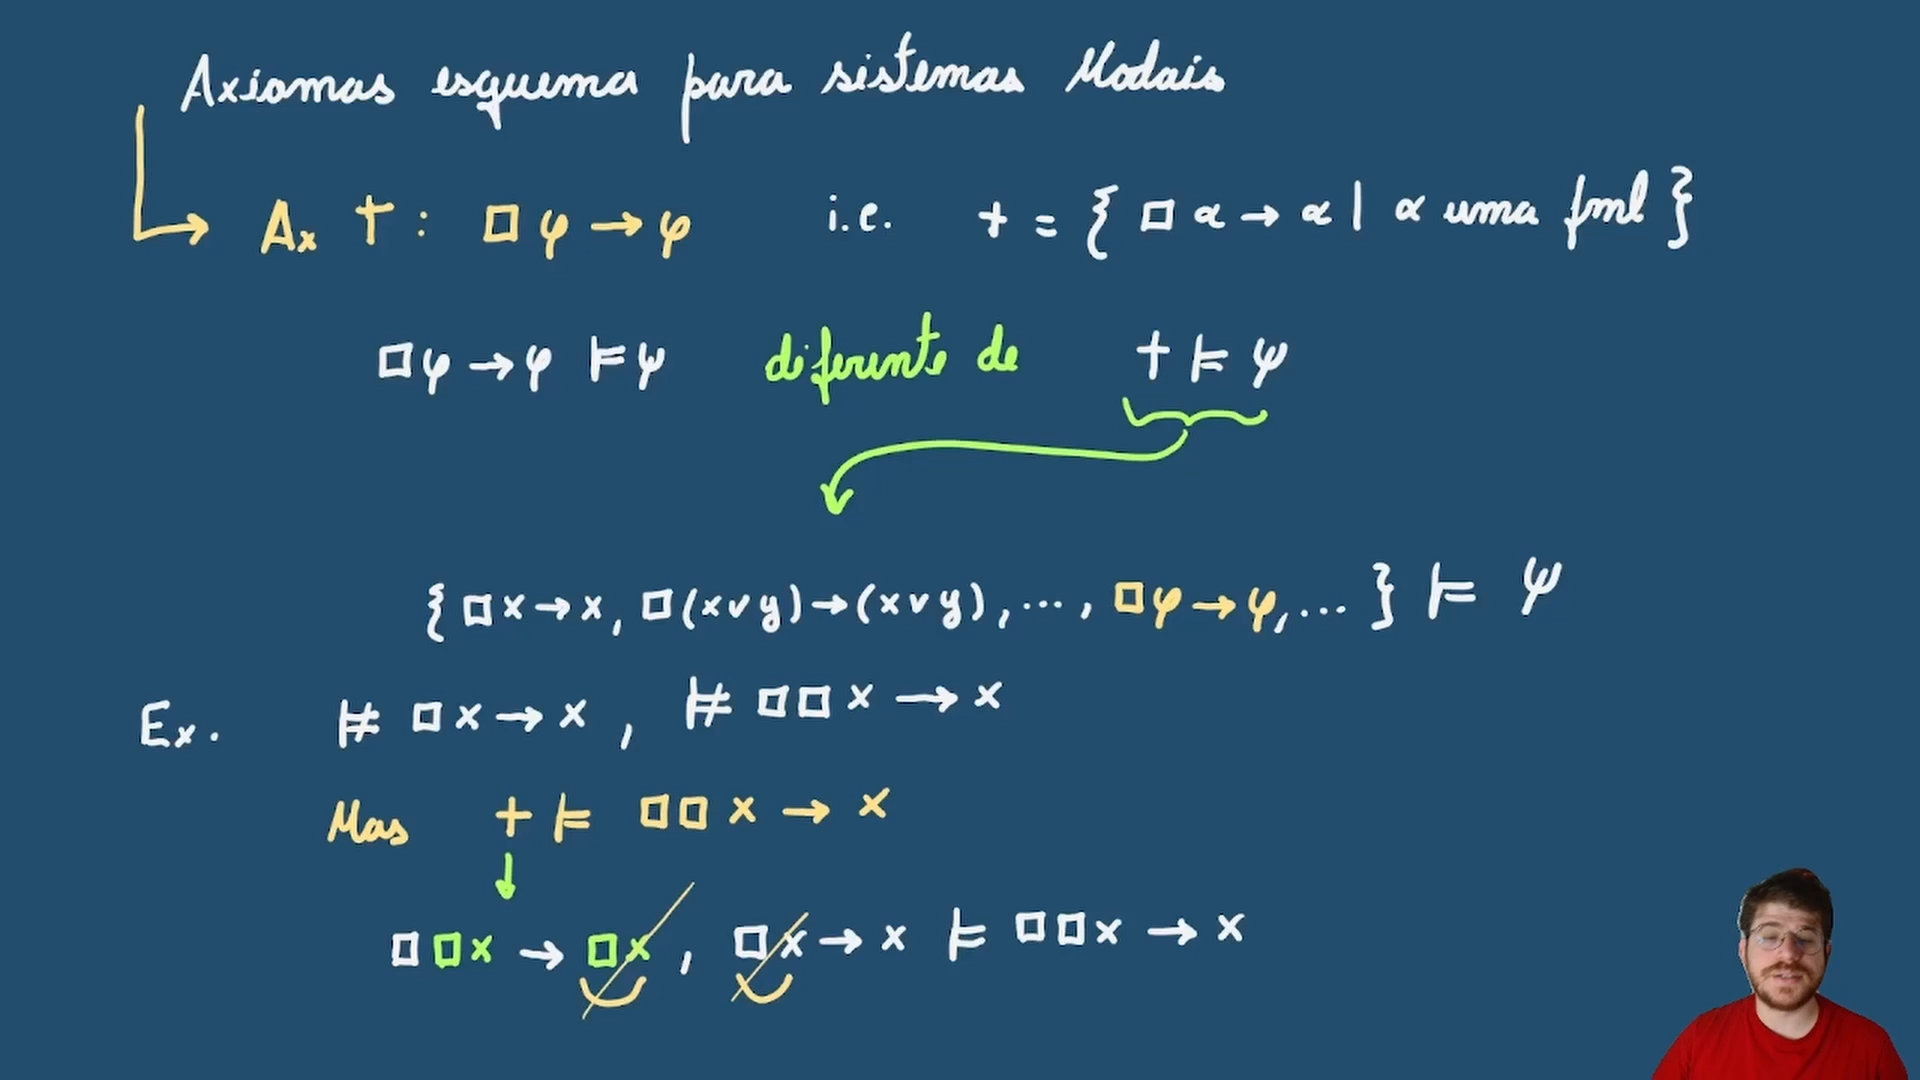 Axiomas esquema para sistemas Modais
Ax T: □φ → φ i.e. T = { □α → α | α uma fml }
□φ → φ ⊨ ψ diferente de T ⊨ ψ
{ □x → x, □(x∨y) → (x∨y), ..., □φ → φ, ... } ⊨ ψ
Ex. ⊭ □x → x, ⊭ □□x → x
Mas T ⊨ □□x → x
□□x → □x, □x → x ⊨ □□x → x